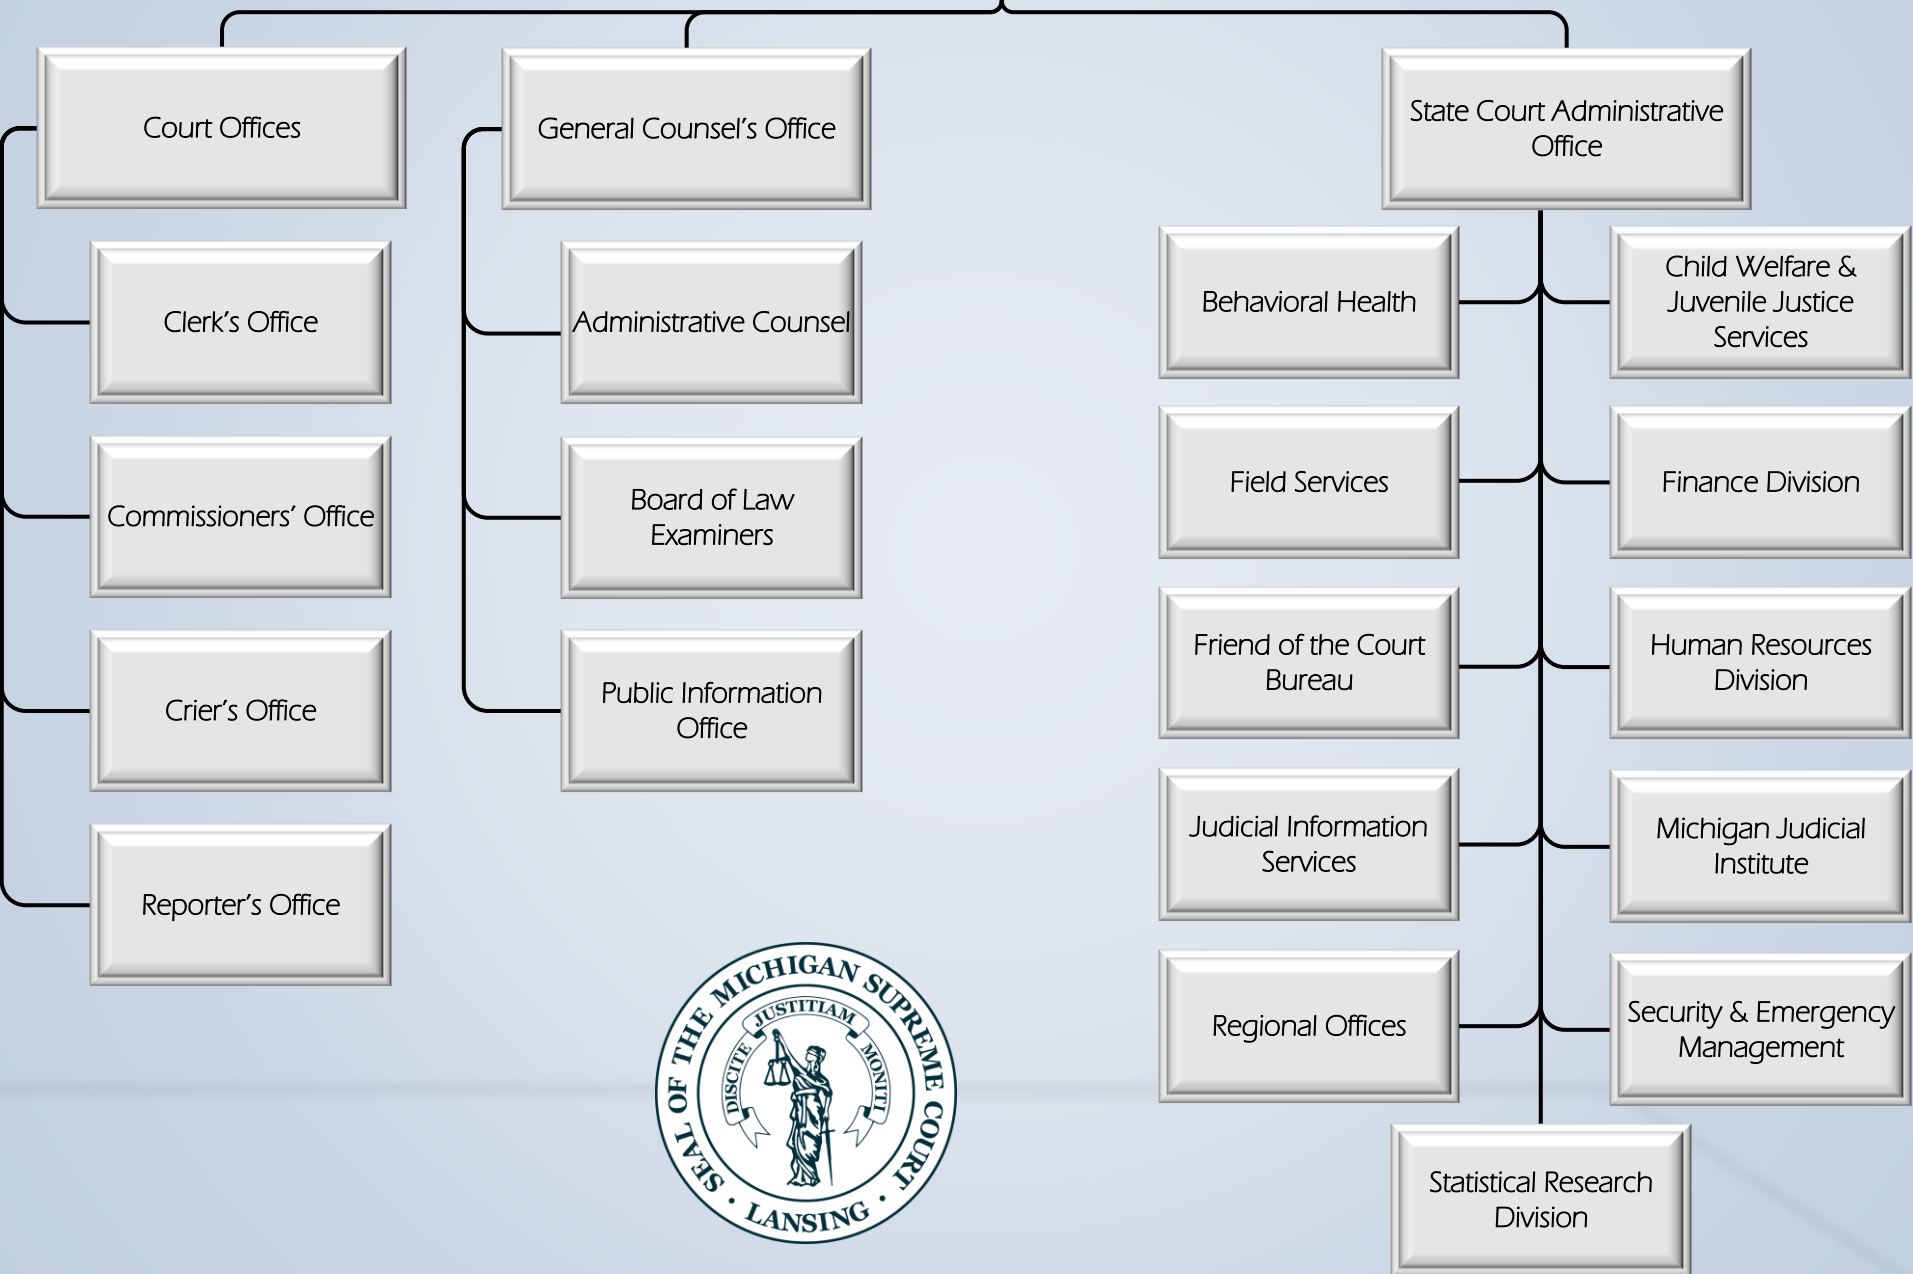 Court Offices
Clerk's Office
Commissioners' Office
Crier's Office
Reporter's Office
General Counsel's Office
Administrative Counsel
Board of Law
Examiners
Public Information
Office
State Court Administrative
Office
Behavioral Health
Child Welfare &
Juvenile Justice
Services
Field Services
Finance Division
Friend of the Court
Bureau
Human Resources
Division
Judicial Information
Services
Michigan Judicial
Institute
Regional Offices
Security & Emergency
Management
Statistical Research
Division
SEAL OF THE MICHIGAN SUPREME COURT
· LANSING ·
DISCITE JUSTITIAM MONITI